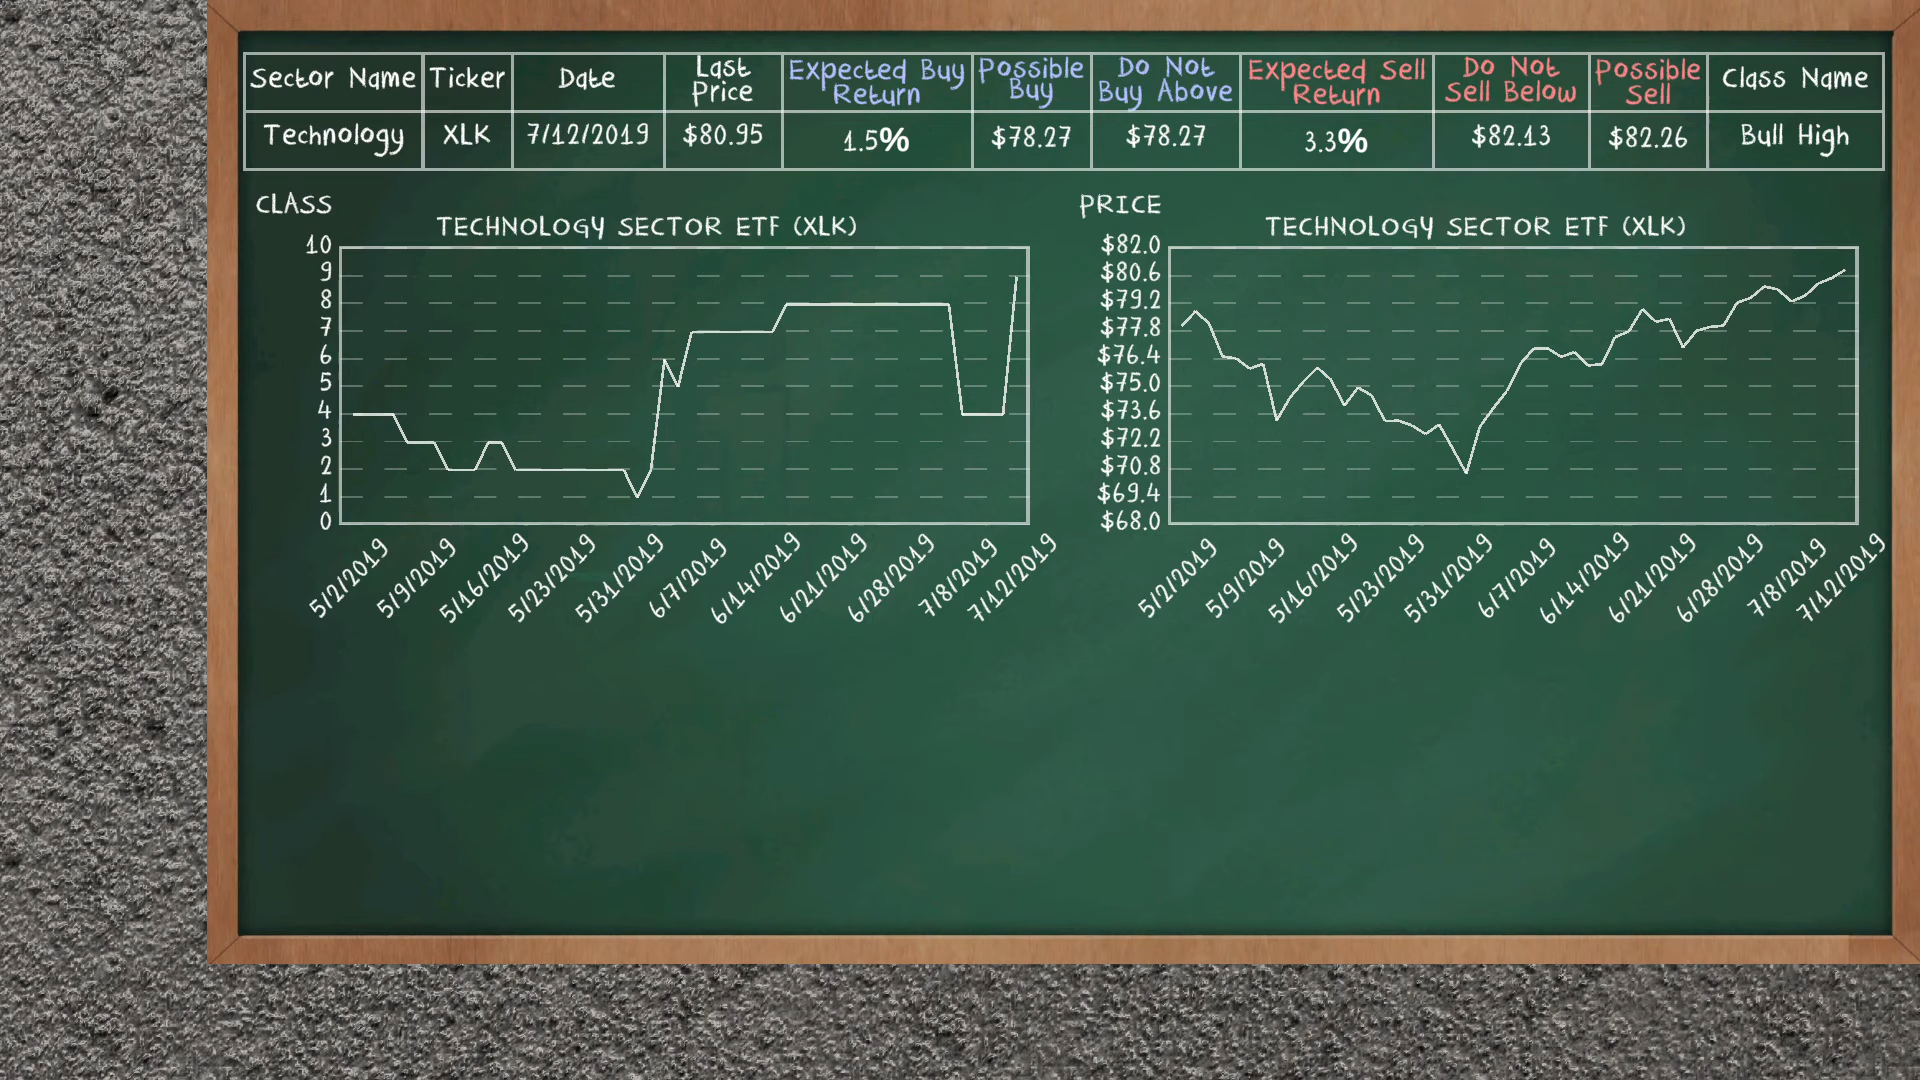 Sector Name Ticker Date Last Price Expected Buy Return Possible Buy Do Not Buy Above Expected Sell Return Do Not Sell Below Possible Sell Class Name
Technology XLK 7/12/2019 $80.95 1.5% $78.27 $78.27 3.3% $82.13 $82.26 Bull High
CLASS
TECHNOLOGY SECTOR ETF (XLK)
10
9
8
7
6
5
4
3
2
1
0
5/2/2019 5/9/2019 5/16/2019 5/23/2019 5/31/2019 6/7/2019 6/14/2019 6/21/2019 6/28/2019 7/8/2019 7/12/2019
PRICE
TECHNOLOGY SECTOR ETF (XLK)
$82.0
$80.6
$79.2
$77.8
$76.4
$75.0
$73.6
$72.2
$70.8
$69.4
$68.0
5/2/2019 5/9/2019 5/16/2019 5/23/2019 5/31/2019 6/7/2019 6/14/2019 6/21/2019 6/28/2019 7/8/2019 7/12/2019